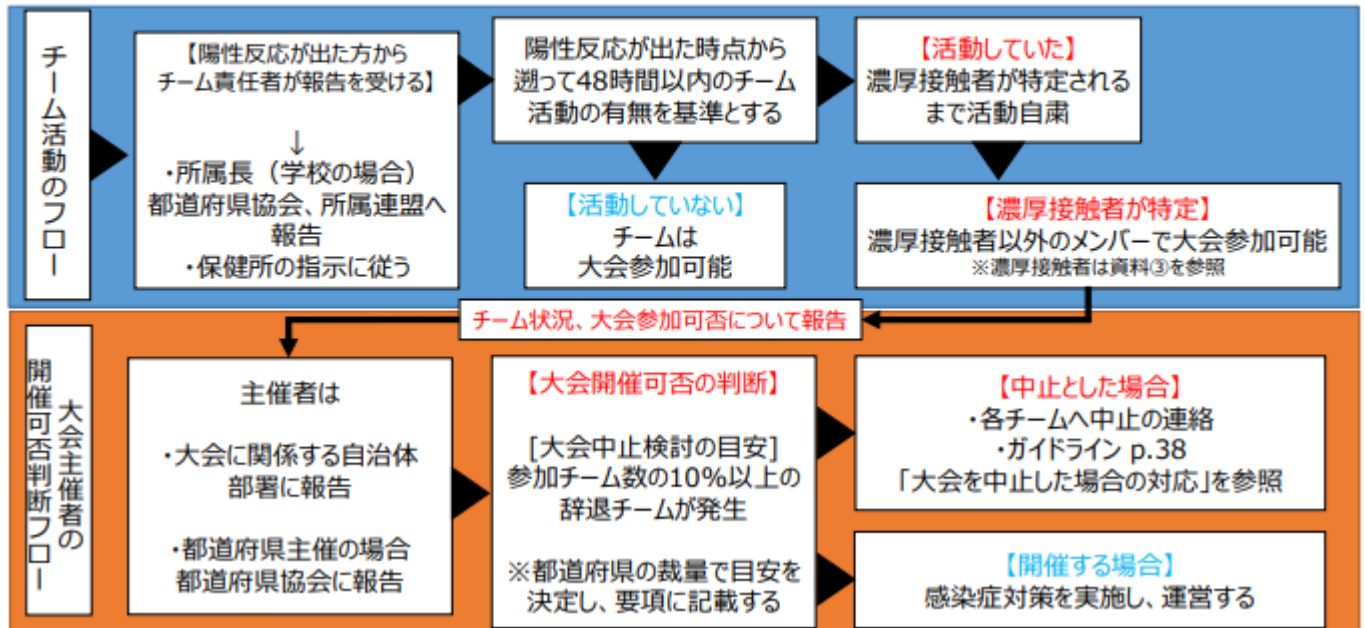 チーム活動のフロー
【陽性反応が出た方から
チーム責任者が報告を受ける】
↓
・所属長（学校の場合）
都道府県協会、所属連盟へ
報告
・保健所の指示に従う
陽性反応が出た時点から
遡って48時間以内のチーム
活動の有無を基準とする
【活動していた】
濃厚接触者が特定される
まで活動自粛
【活動していない】
チームは
大会参加可能
【濃厚接触者が特定】
濃厚接触者以外のメンバーで大会参加可能
※濃厚接触者は資料③を参照
チーム状況、大会参加可否について報告
大会主催者の
開催可否判断フロー
主催者は
・大会に関係する自治体
部署に報告
・都道府県主催の場合
都道府県協会に報告
【大会開催可否の判断】
[大会中止検討の目安]
参加チーム数の10%以上の
辞退チームが発生
※都道府県の裁量で目安を
決定し、要項に記載する
【中止とした場合】
・各チームへ中止の連絡
・ガイドライン p.38
「大会を中止した場合の対応」を参照
【開催する場合】
感染症対策を実施し、運営する